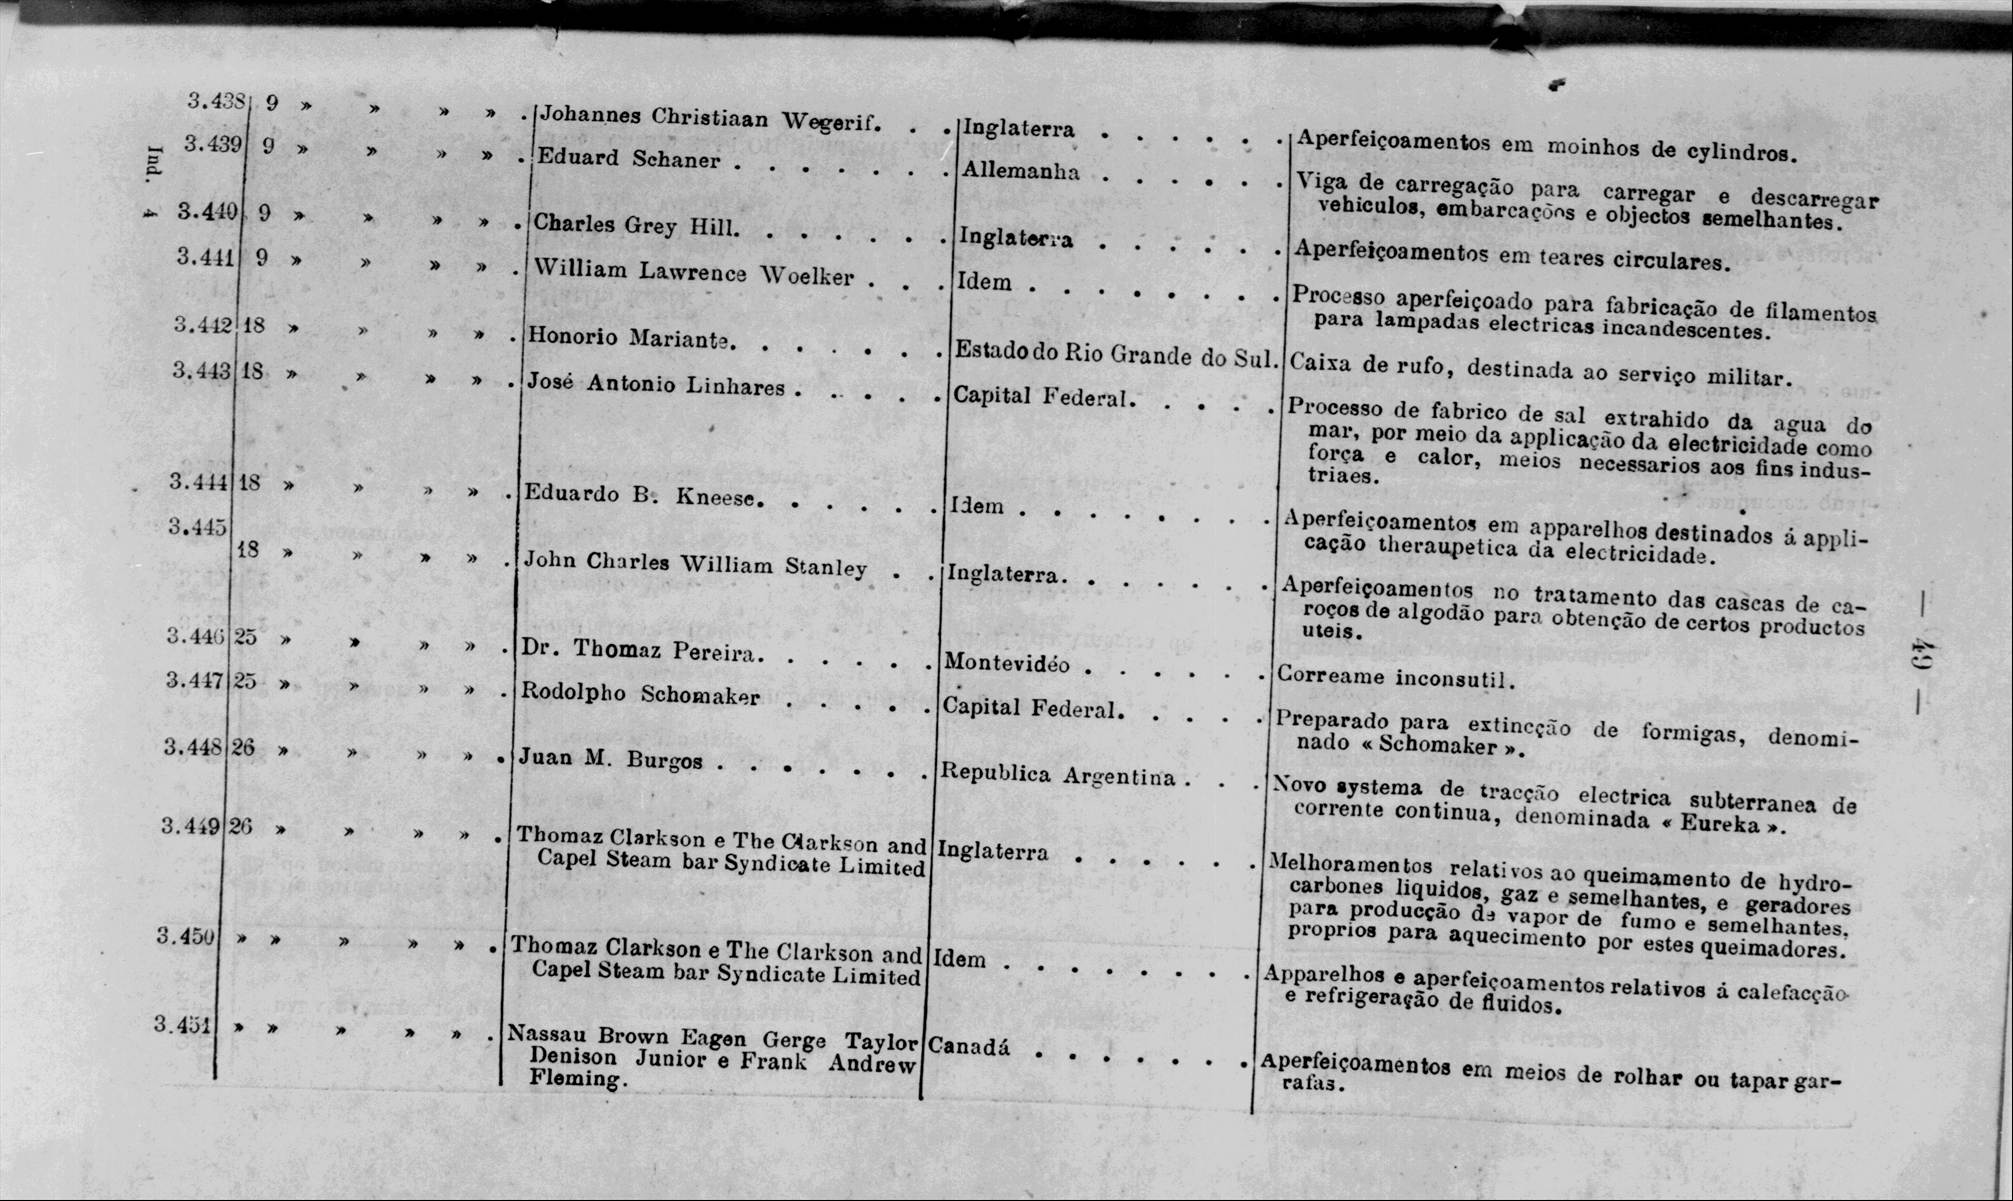 3.438 9 » » » » . Johannes Christiaan Wegerif. . . Inglaterra . . . . . . Aperfeiçoamentos em moinhos de cylindros.
3.439 9 » » » » . Eduard Schaner . . . . . . . Allemanha . . . . . . Viga de carregação para carregar e descarregar
vehiculos, embarcações e objectos semelhantes.
Ind. 4
3.440 9 » » » » . Charles Grey Hill. . . . . . . Inglaterra . . . . . . Aperfeiçoamentos em teares circulares.
3.441 9 » » » » . William Lawrence Woelker . . . Idem . . . . . . . . Processo aperfeiçoado para fabricação de filamentos
para lampadas electricas incandescentes.
3.442 18 » » » » . Honorio Mariante. . . . . . . Estado do Rio Grande do Sul. Caixa de rufo, destinada ao serviço militar.
3.443 18 » » » » . José Antonio Linhares . . . . . Capital Federal. . . . . Processo de fabrico de sal extrahido da agua do
mar, por meio da applicação da electricidade como
força e calor, meios necessarios aos fins indus-
triaes.
3.444 18 » » » » . Eduardo B. Kneese. . . . . . Idem . . . . . . . . Aperfeiçoamentos em apparelhos destinados á appli-
cação theraupetica da electricidade.
3.445 18 » » » » . John Charles William Stanley . . Inglaterra. . . . . . . Aperfeiçoamentos no tratamento das cascas de ca-
roços de algodão para obtenção de certos productos
uteis.
— 49 —
3.446 25 » » » » . Dr. Thomaz Pereira. . . . . . Montevidéo . . . . . . Correame inconsutil.
3.447 25 » » » » . Rodolpho Schomaker . . . . . Capital Federal. . . . . Preparado para extincção de formigas, denomi-
nado « Schomaker ».
3.448 26 » » » » . Juan M. Burgos . . . . . . . Republica Argentina . . . Novo systema de tracção electrica subterranea de
corrente continua, denominada « Eureka ».
3.449 26 » » » » . Thomaz Clarkson e The Clarkson and Inglaterra . . . . . . Melhoramentos relativos ao queimamento de hydro-
Capel Steam bar Syndicate Limited carbones liquidos, gaz e semelhantes, e geradores
para producção de vapor de fumo e semelhantes,
proprios para aquecimento por estes queimadores.
3.450 » » » » » . Thomaz Clarkson e The Clarkson and Idem . . . . . . . . Apparelhos e aperfeiçoamentos relativos á calefacção
Capel Steam bar Syndicate Limited e refrigeração de fluidos.
3.451 » » » » » . Nassau Brown Eagen Gerge Taylor Canadá . . . . . . . Aperfeiçoamentos em meios de rolhar ou tapar gar-
Denison Junior e Frank Andrew rafas.
Fleming.